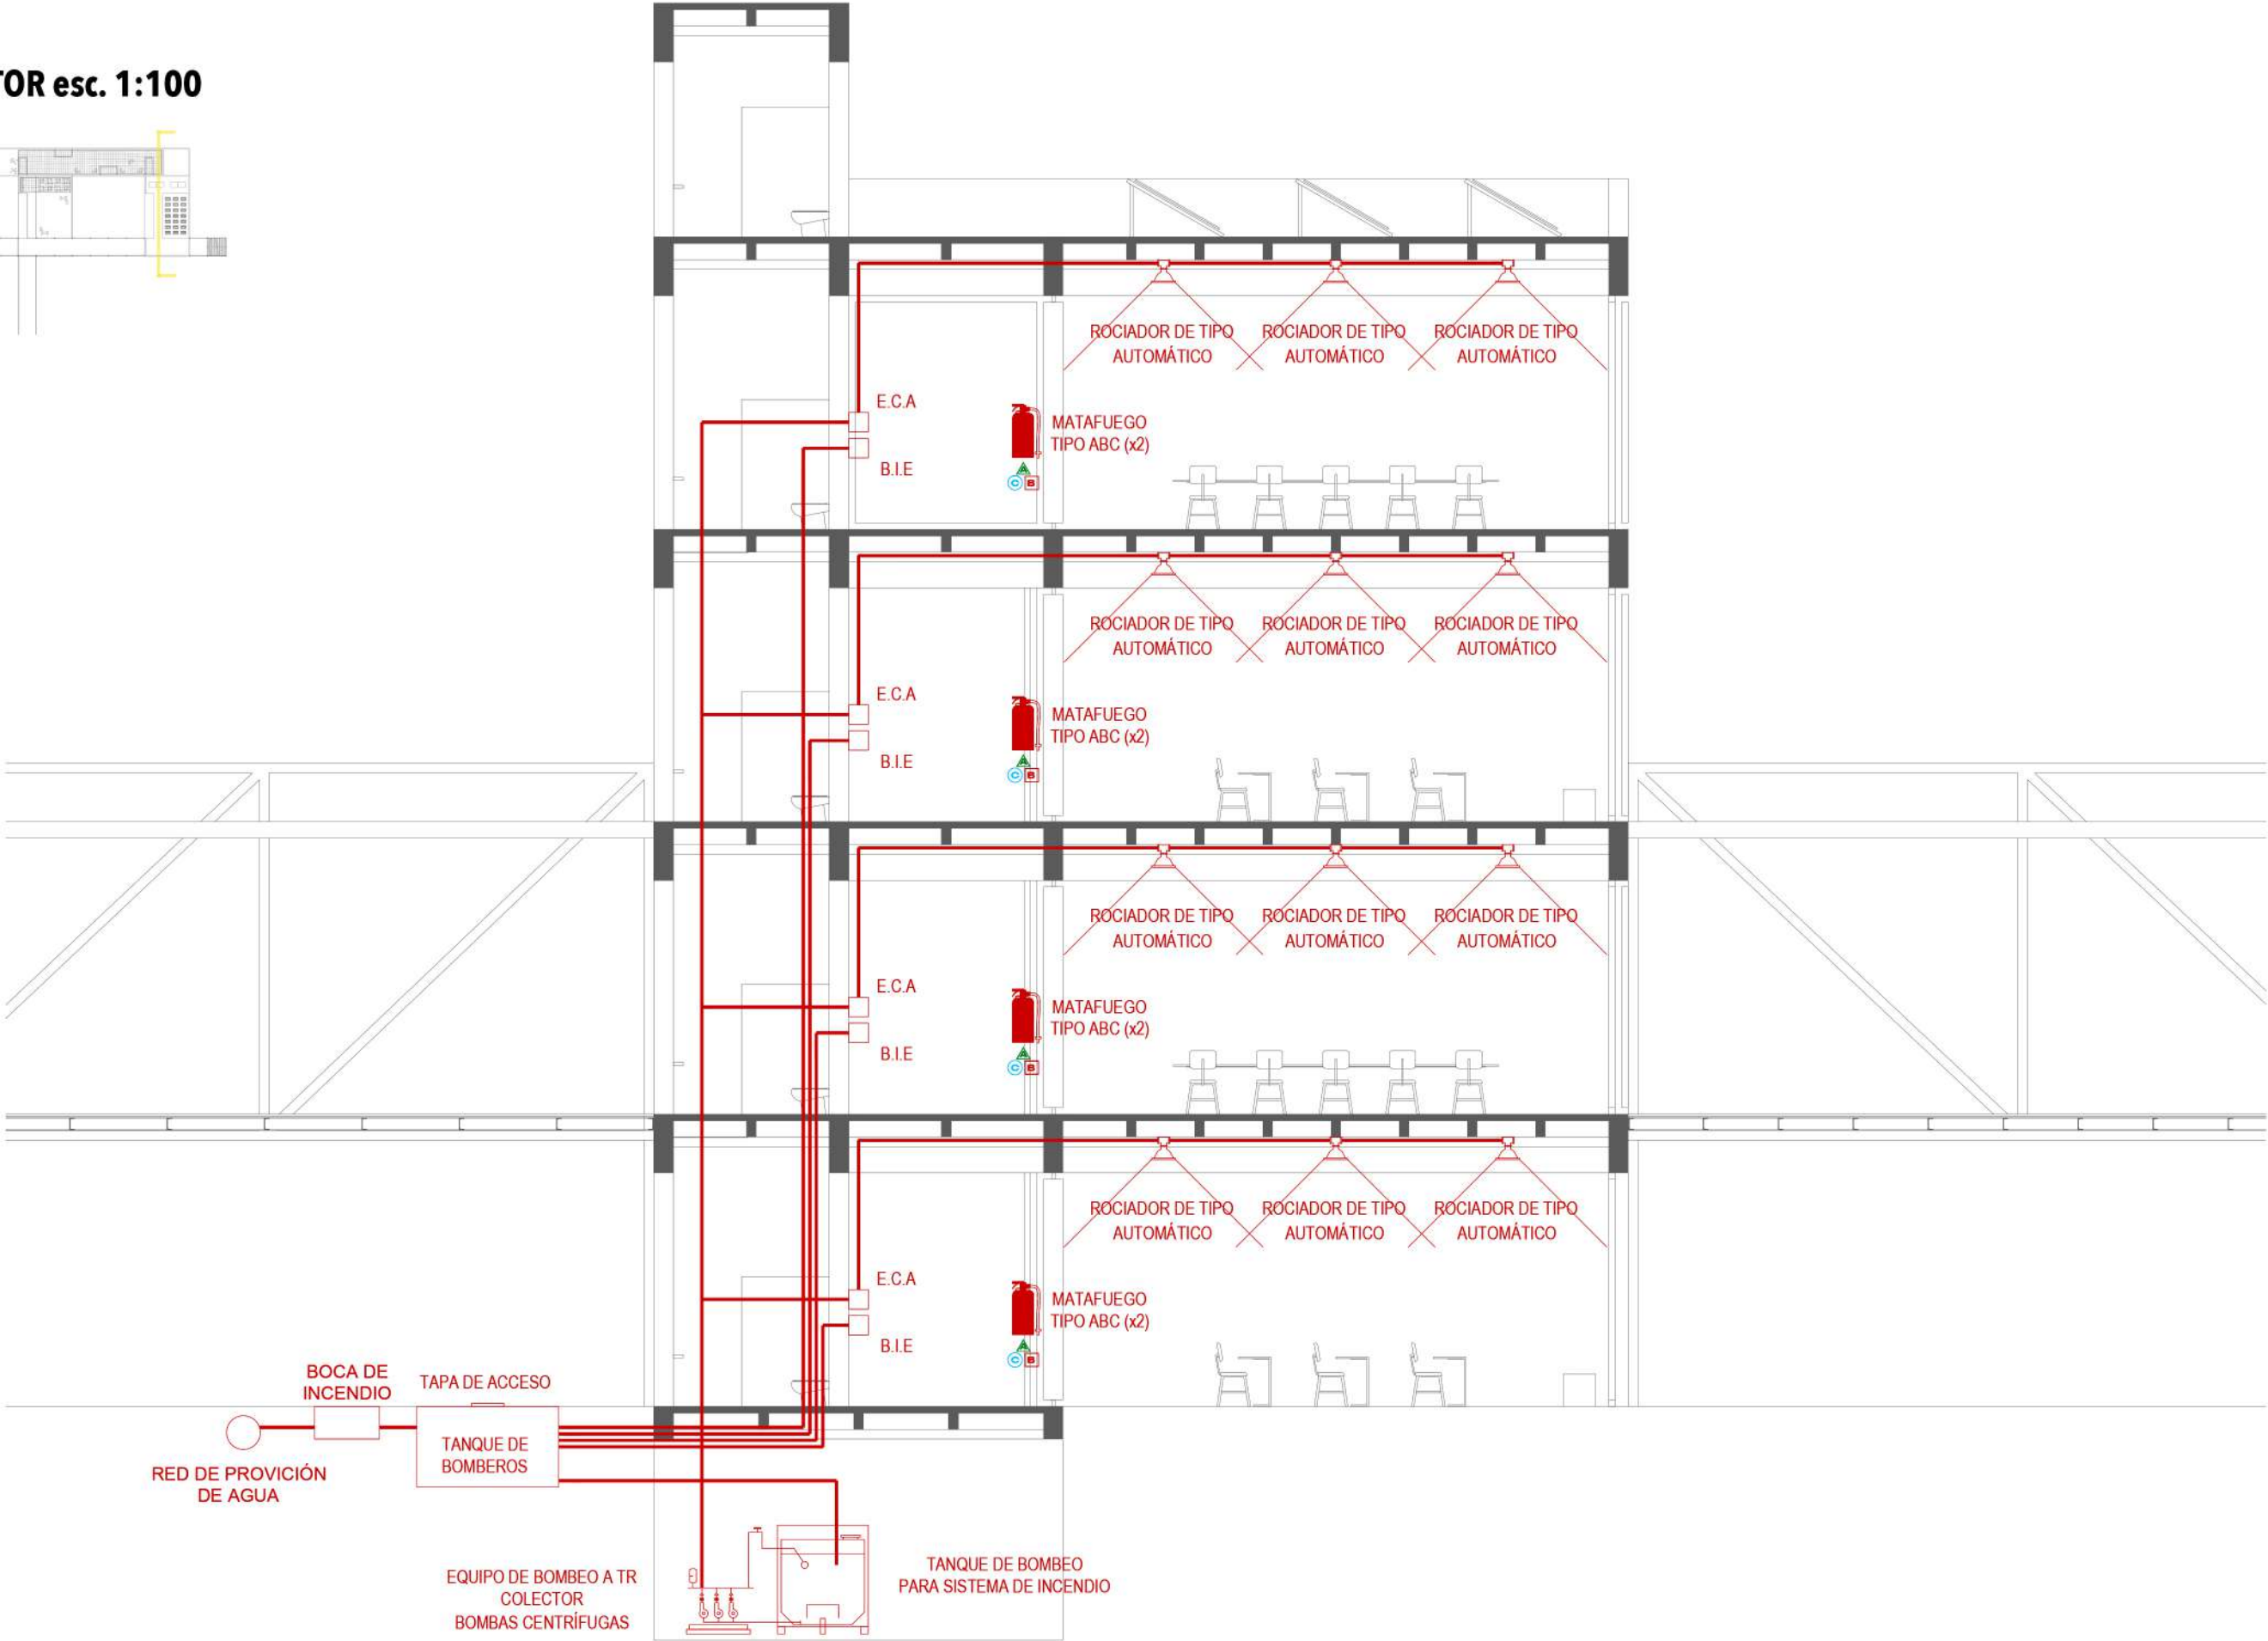 TOR esc. 1:100
ROCIADOR DE TIPO
AUTOMÁTICO
ROCIADOR DE TIPO
AUTOMÁTICO
ROCIADOR DE TIPO
AUTOMÁTICO
E.C.A
MATAFUEGO
TIPO ABC (x2)
B.I.E
A
C B
ROCIADOR DE TIPO
AUTOMÁTICO
ROCIADOR DE TIPO
AUTOMÁTICO
ROCIADOR DE TIPO
AUTOMÁTICO
E.C.A
MATAFUEGO
TIPO ABC (x2)
B.I.E
A
C B
ROCIADOR DE TIPO
AUTOMÁTICO
ROCIADOR DE TIPO
AUTOMÁTICO
ROCIADOR DE TIPO
AUTOMÁTICO
E.C.A
MATAFUEGO
TIPO ABC (x2)
B.I.E
A
C B
ROCIADOR DE TIPO
AUTOMÁTICO
ROCIADOR DE TIPO
AUTOMÁTICO
ROCIADOR DE TIPO
AUTOMÁTICO
E.C.A
MATAFUEGO
TIPO ABC (x2)
B.I.E
A
C B
BOCA DE
INCENDIO
TAPA DE ACCESO
TANQUE DE
BOMBEROS
RED DE PROVICIÓN
DE AGUA
EQUIPO DE BOMBEO A TR
COLECTOR
BOMBAS CENTRÍFUGAS
TANQUE DE BOMBEO
PARA SISTEMA DE INCENDIO